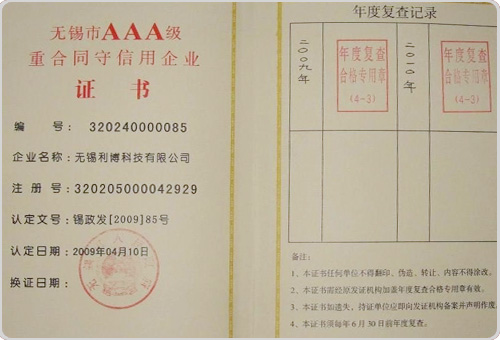 无锡市AAA级
重合同守信用企业
证 书
编 号: 320240000085
企业名称: 无锡利博科技有限公司
注 册 号: 320205000042929
认定文号: 锡政发[2009]85号
认定日期: 2009年04月10日
换证日期:
年度复查记录
二〇〇九年
年度复查
合格专用章
(4-3)
二〇一〇年
年度复查
合格专用章
(4-3)
备注:
1、本证书任何单位不得翻印、伪造、转让、内容不得涂改。
2、本证书需经原发证机构加盖年度复查合格专用章有效。
3、本证书如遗失, 持证单位应即向发证机构备案并声明作废。
4、本证书须每年 6 月 30 日前年度复查。